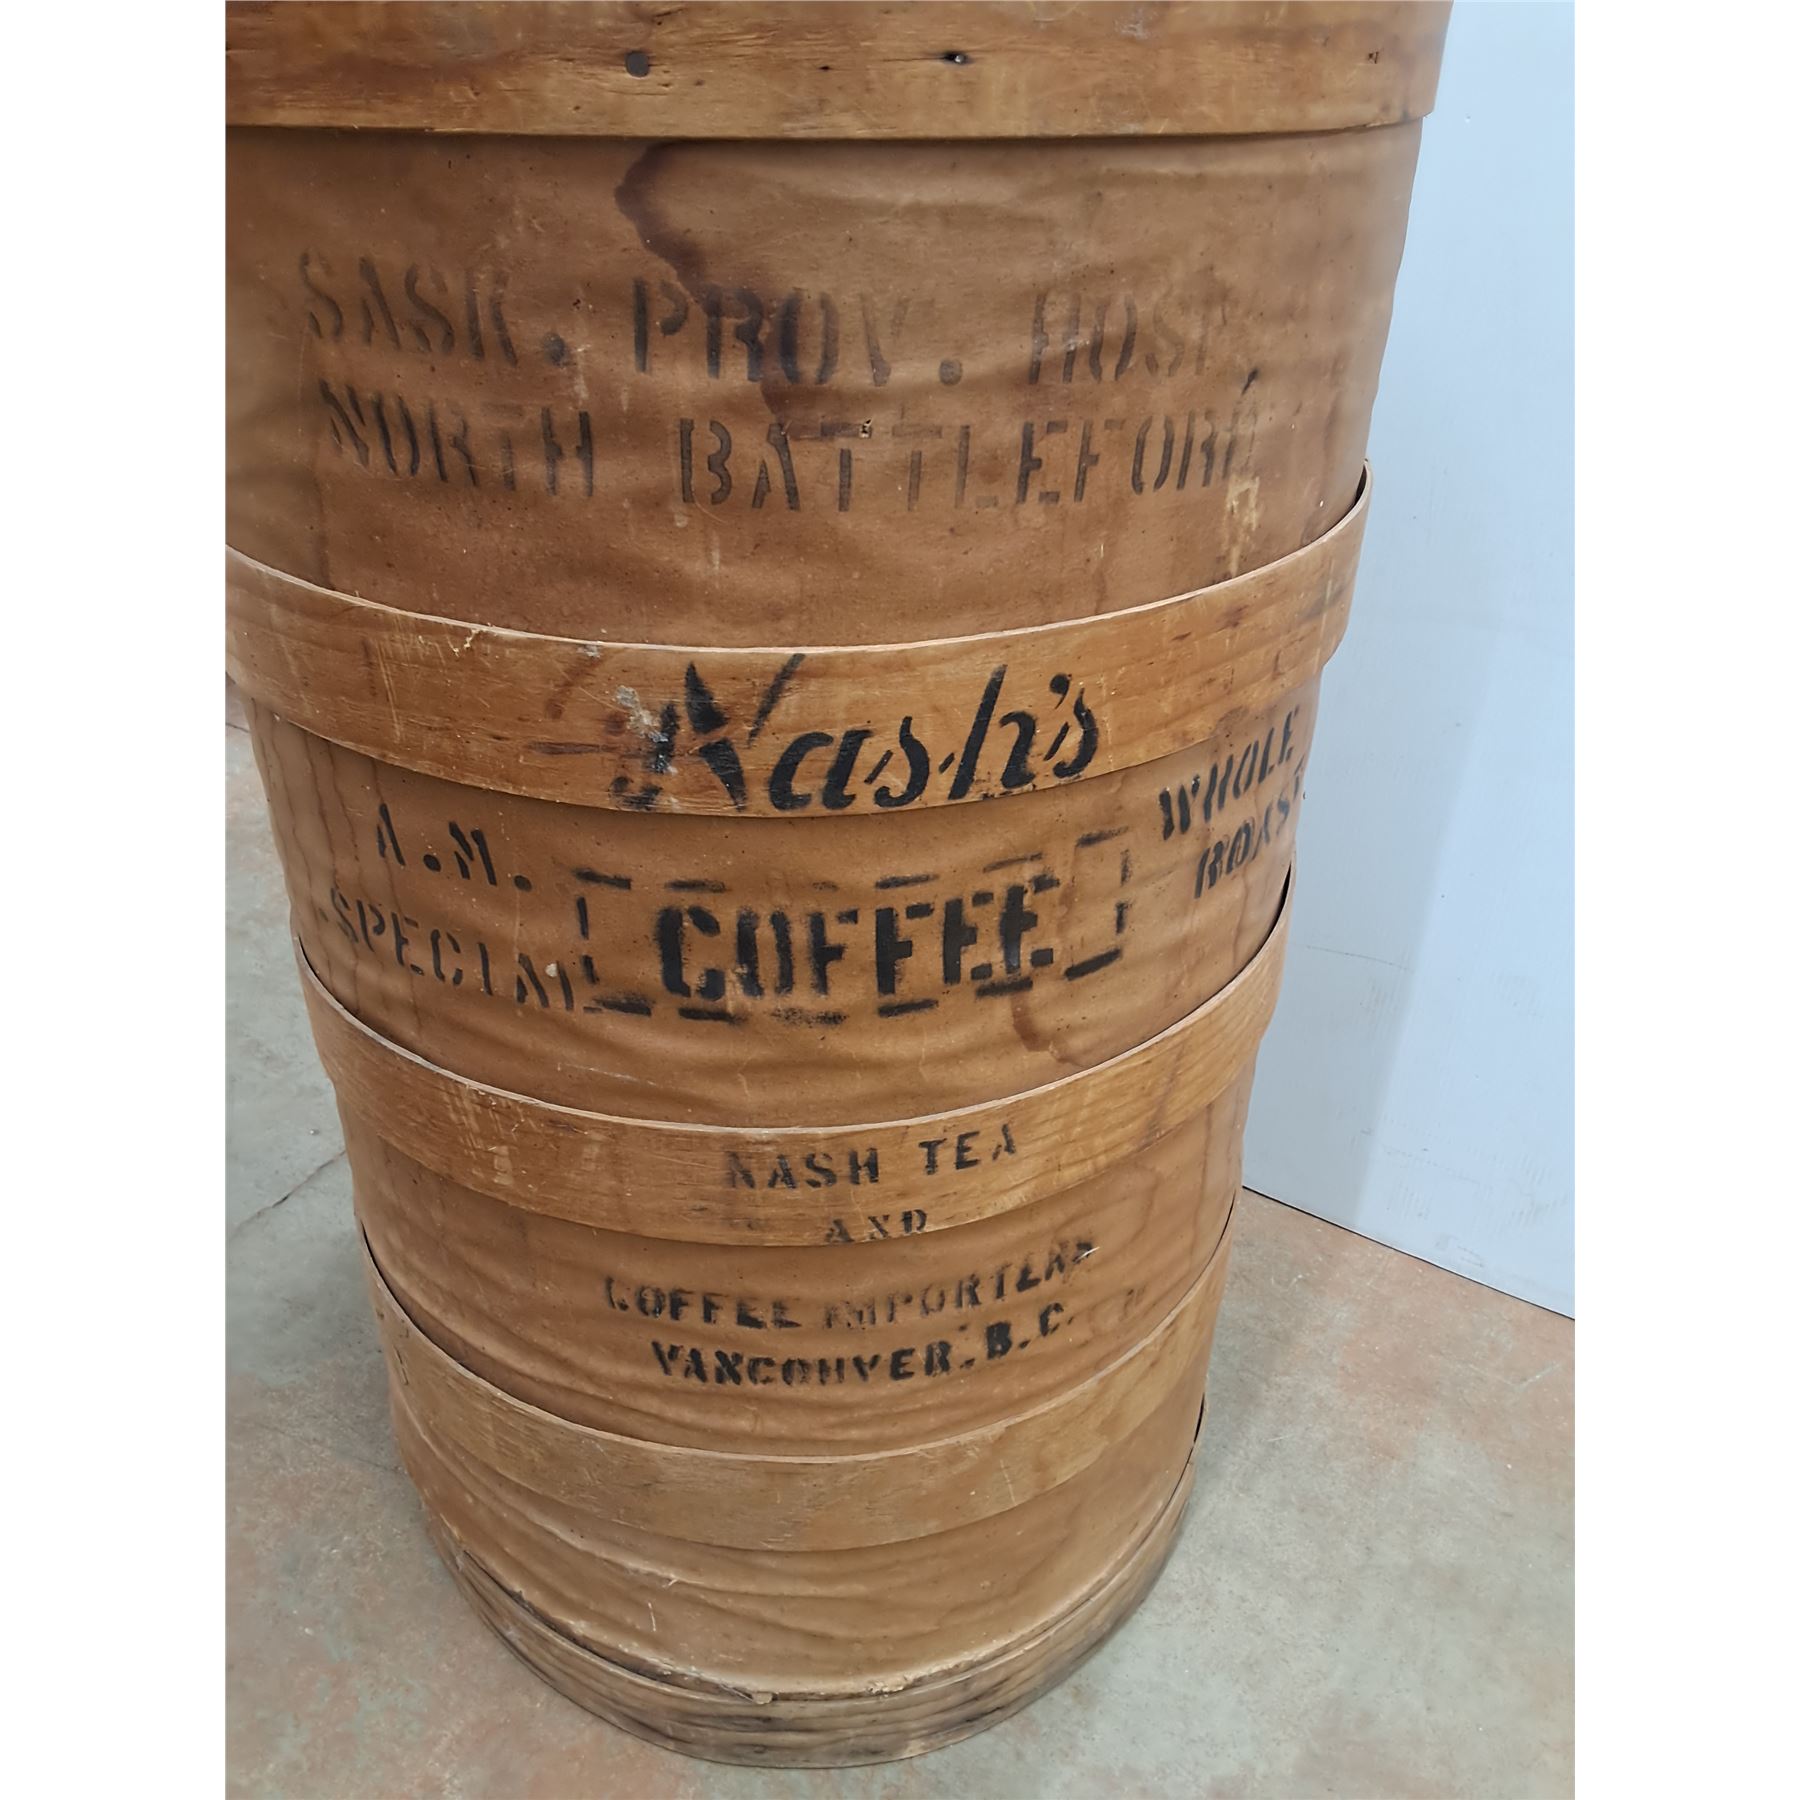 SASK. PROV. HOSP.
NORTH BATTLEFORD
Nash's
A.M.
SPECIAL
COFFEE
WHOLE
ROAST
NASH TEA
AND
COFFEE IMPORTERS
VANCOUVER. B.C.